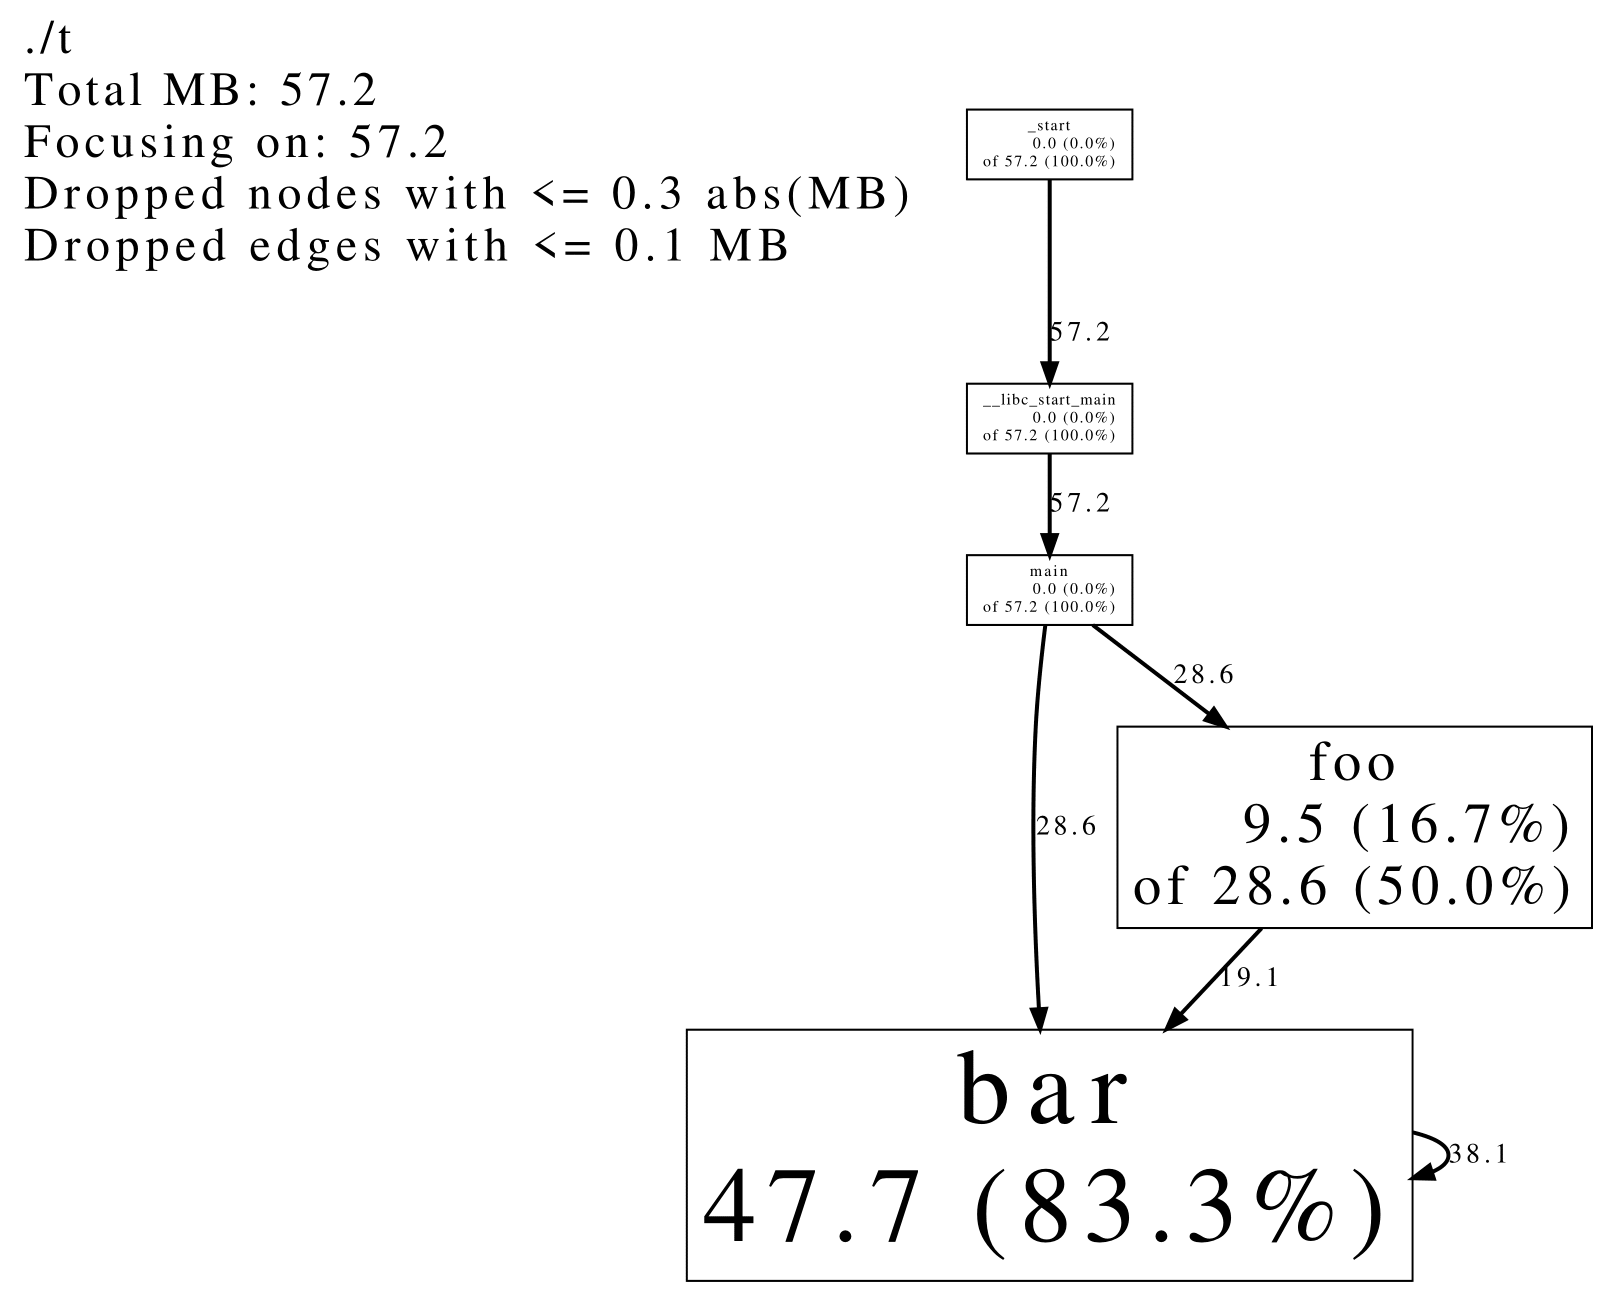 ./t
Total MB: 57.2
Focusing on: 57.2
Dropped nodes with <= 0.3 abs(MB)
Dropped edges with <= 0.1 MB
_start
0.0 (0.0%)
of 57.2 (100.0%)
57.2
__libc_start_main
0.0 (0.0%)
of 57.2 (100.0%)
57.2
main
0.0 (0.0%)
of 57.2 (100.0%)
28.6
28.6
foo
9.5 (16.7%)
of 28.6 (50.0%)
19.1
bar
47.7 (83.3%)
38.1